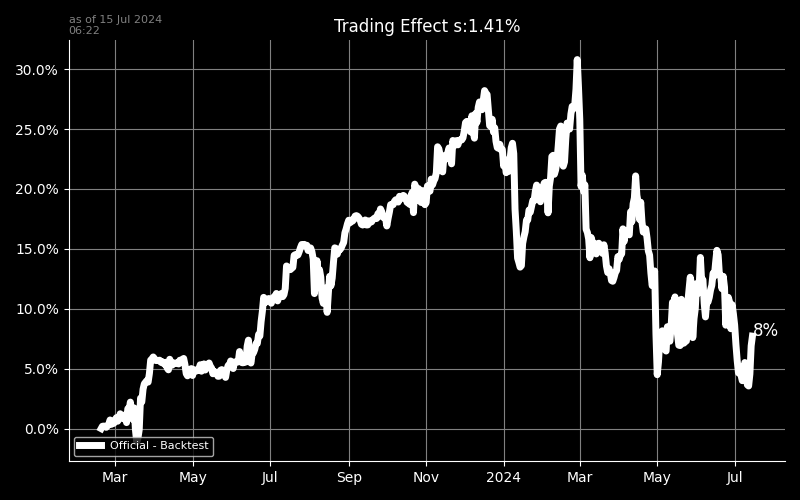 as of 15 Jul 2024
06:22
Trading Effect s:1.41%
30.0%
25.0%
20.0%
15.0%
10.0%
5.0%
0.0%
8%
Official - Backtest
Mar May Jul Sep Nov 2024 Mar May Jul